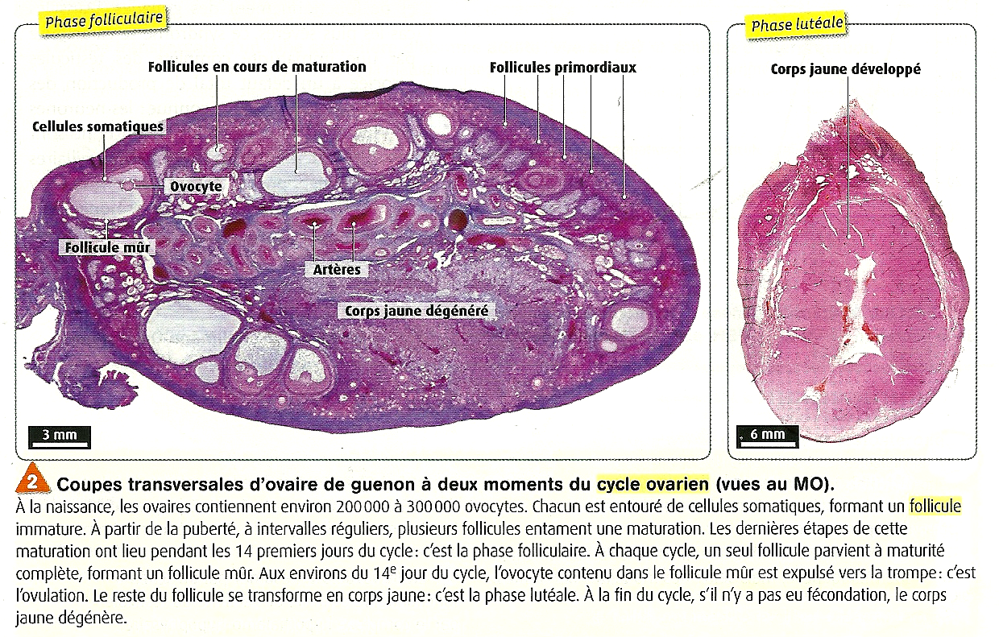 Phase folliculaire
Phase lutéale
Follicules en cours de maturation
Follicules primordiaux
Corps jaune développé
Cellules somatiques
Ovocyte
Follicule mûr
Artères
Corps jaune dégénéré
3 mm
6 mm
2 Coupes transversales d'ovaire de guenon à deux moments du cycle ovarien (vues au MO).
À la naissance, les ovaires contiennent environ 200 000 à 300 000 ovocytes. Chacun est entouré de cellules somatiques, formant un follicule
immature. À partir de la puberté, à intervalles réguliers, plusieurs follicules entament une maturation. Les dernières étapes de cette
maturation ont lieu pendant les 14 premiers jours du cycle : c'est la phase folliculaire. À chaque cycle, un seul follicule parvient à maturité
complète, formant un follicule mûr. Aux environs du 14e jour du cycle, l'ovocyte contenu dans le follicule mûr est expulsé vers la trompe : c'est
l'ovulation. Le reste du follicule se transforme en corps jaune : c'est la phase lutéale. À la fin du cycle, s'il n'y a pas eu fécondation, le corps
jaune dégénère.